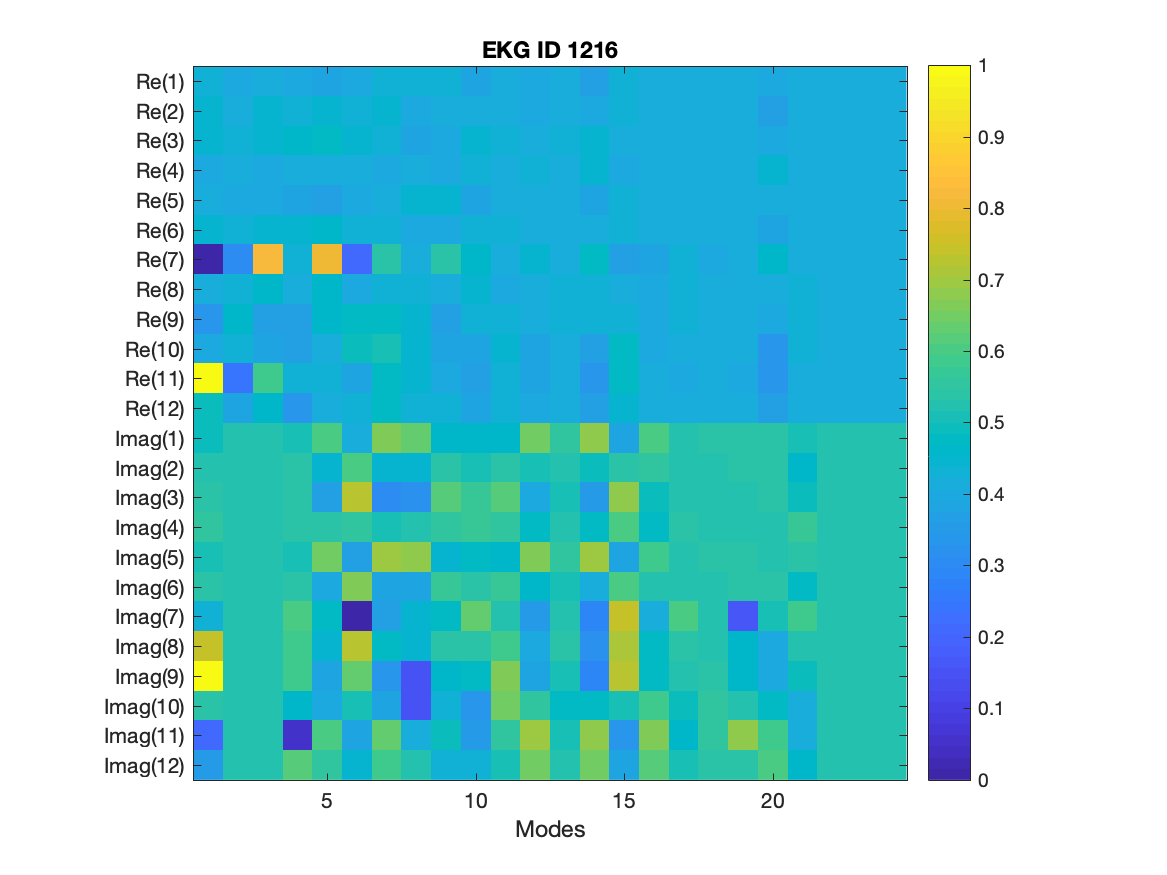 EKG ID 1216
Re(1)
Re(2)
Re(3)
Re(4)
Re(5)
Re(6)
Re(7)
Re(8)
Re(9)
Re(10)
Re(11)
Re(12)
Imag(1)
Imag(2)
Imag(3)
Imag(4)
Imag(5)
Imag(6)
Imag(7)
Imag(8)
Imag(9)
Imag(10)
Imag(11)
Imag(12)
5 10 15 20
Modes
1
0.9
0.8
0.7
0.6
0.5
0.4
0.3
0.2
0.1
0